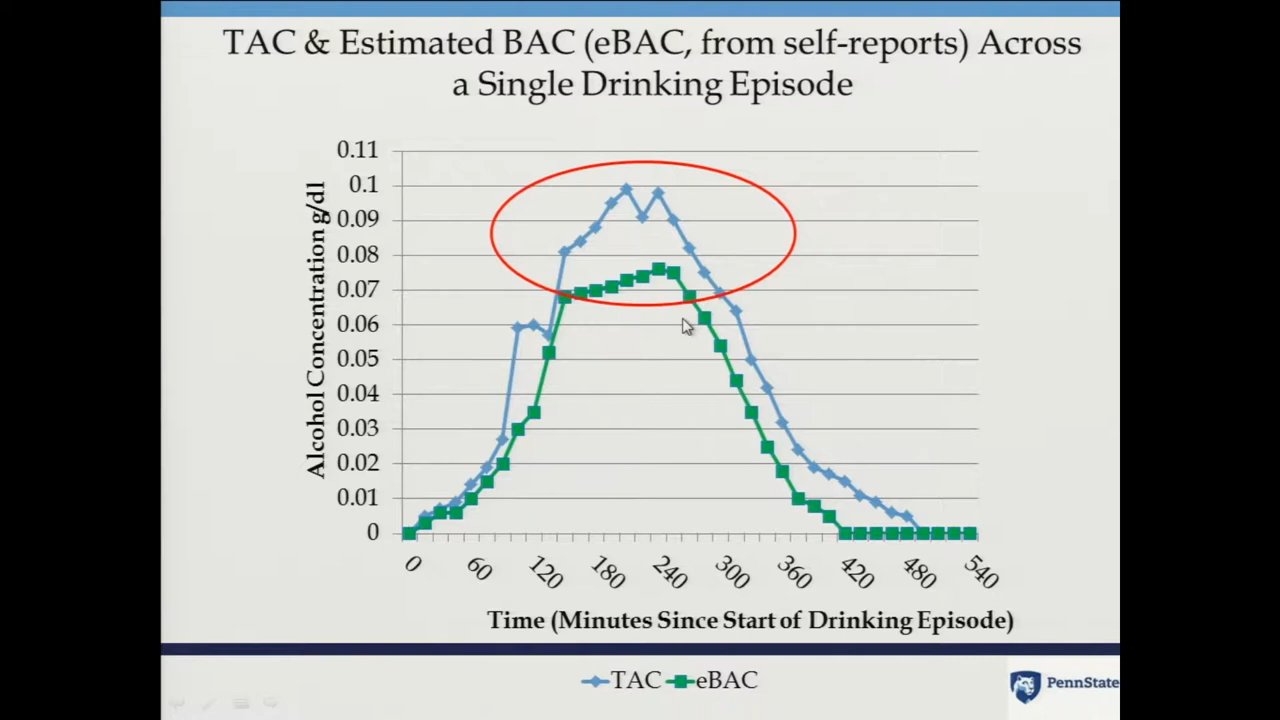 TAC & Estimated BAC (eBAC, from self-reports) Across
a Single Drinking Episode
Alcohol Concentration g/dl
0.11
0.1
0.09
0.08
0.07
0.06
0.05
0.04
0.03
0.02
0.01
0
0 60 120 180 240 300 360 420 480 540
Time (Minutes Since Start of Drinking Episode)
TAC eBAC
PennState